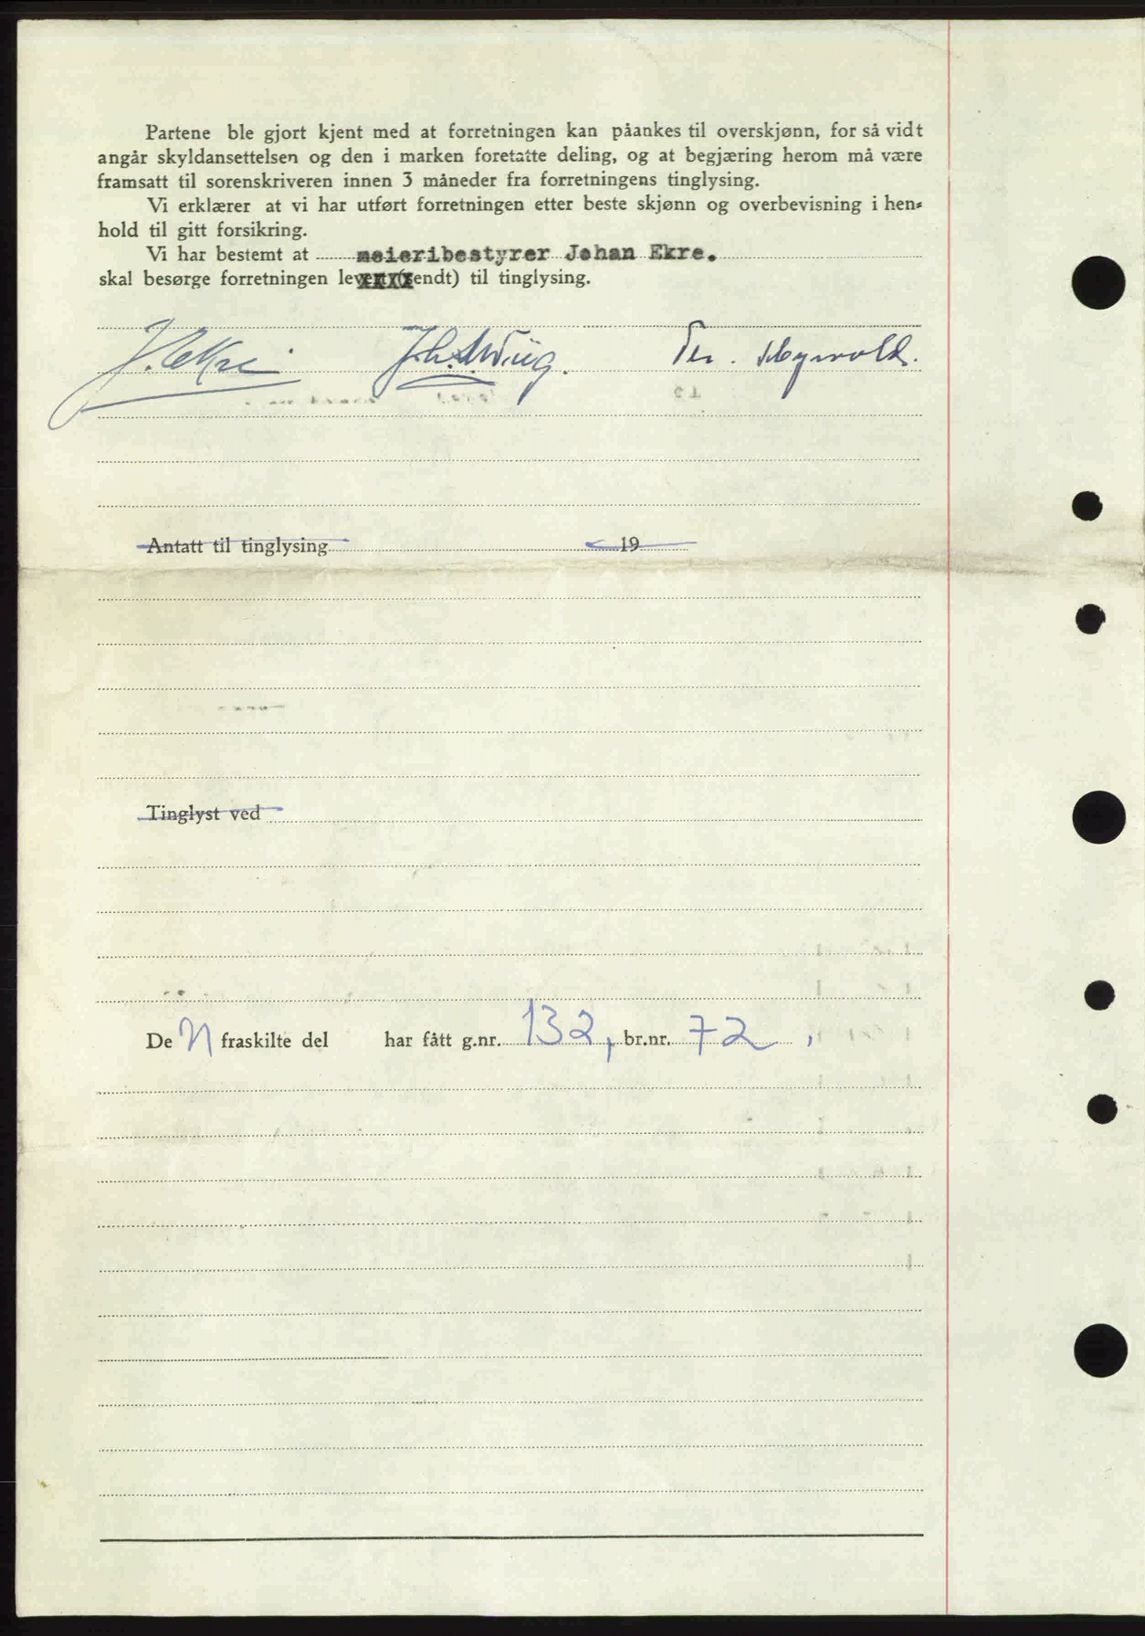 Partene ble gjort kjent med at forretningen kan påankes til overskjønn, for så vidt
angår skyldansettelsen og den i marken foretatte deling, og at begjæring herom må være
framsatt til sorenskriveren innen 3 måneder fra forretningens tinglysing.
Vi erklærer at vi har utført forretningen etter beste skjønn og overbevisning i hen-
hold til gitt forsikring.
Vi har bestemt at meieribestyrer Johan Ekre.
skal besørge forretningen levert (sendt) til tinglysing.
J. Ekre
Antatt til tinglysing 19
Tinglyst ved
De n fraskilte del har fått g.nr. 132, br.nr. 72,